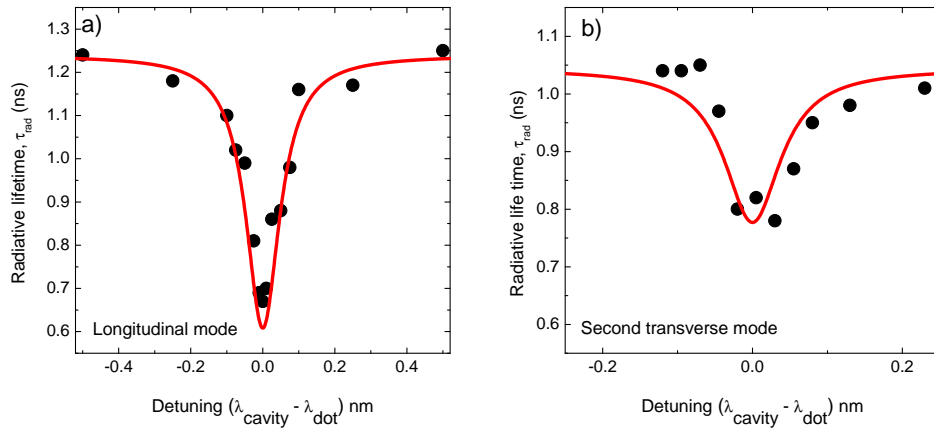 a)
1.3
1.2
1.1
1.0
0.9
0.8
0.7
0.6
Radiative lifetime, τrad (ns)
Longitudinal mode
-0.4 -0.2 0.0 0.2 0.4
Detuning (λcavity - λdot) nm
b)
1.1
1.0
0.9
0.8
0.7
0.6
Radiative life time, τrad (ns)
Second transverse mode
-0.2 0.0 0.2
Detuning (λcavity - λdot) nm